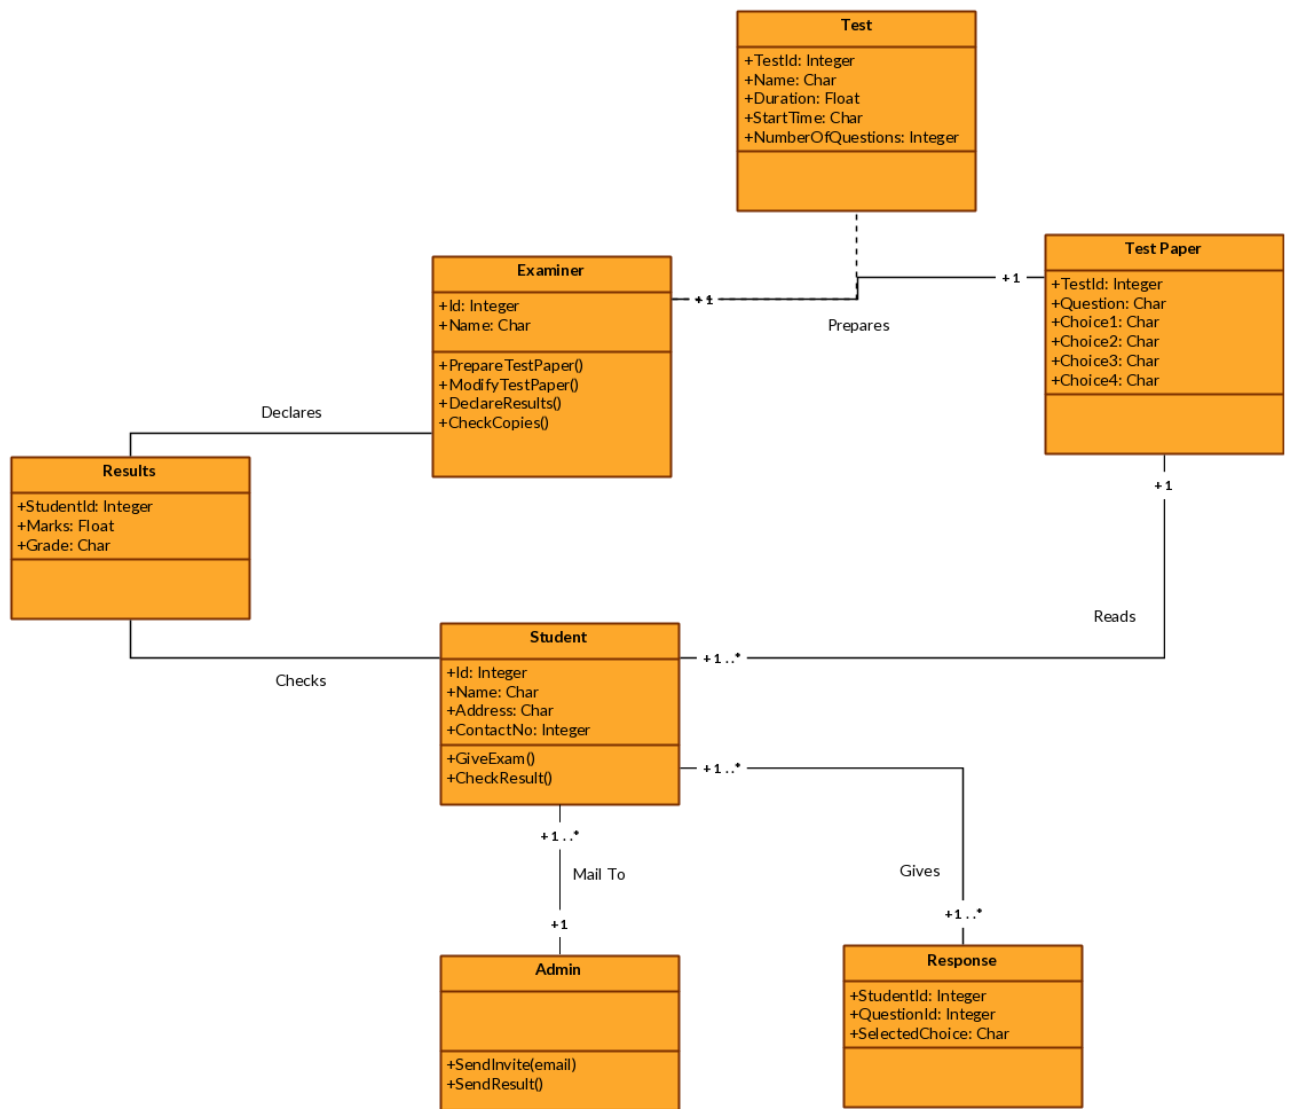 Test
+TestId: Integer
+Name: Char
+Duration: Float
+StartTime: Char
+NumberOfQuestions: Integer
Test Paper
+TestId: Integer
+Question: Char
+Choice1: Char
+Choice2: Char
+Choice3: Char
+Choice4: Char
Examiner
+Id: Integer
+Name: Char
+PrepareTestPaper()
+ModifyTestPaper()
+DeclareResults()
+CheckCopies()
+1
+1
Prepares
Declares
Results
+StudentId: Integer
+Marks: Float
+Grade: Char
+1
Reads
Checks
Student
+Id: Integer
+Name: Char
+Address: Char
+ContactNo: Integer
+GiveExam()
+CheckResult()
+1..*
+1..*
+1..*
Mail To
+1
Gives
+1..*
Admin
+SendInvite(email)
+SendResult()
Response
+StudentId: Integer
+QuestionId: Integer
+SelectedChoice: Char